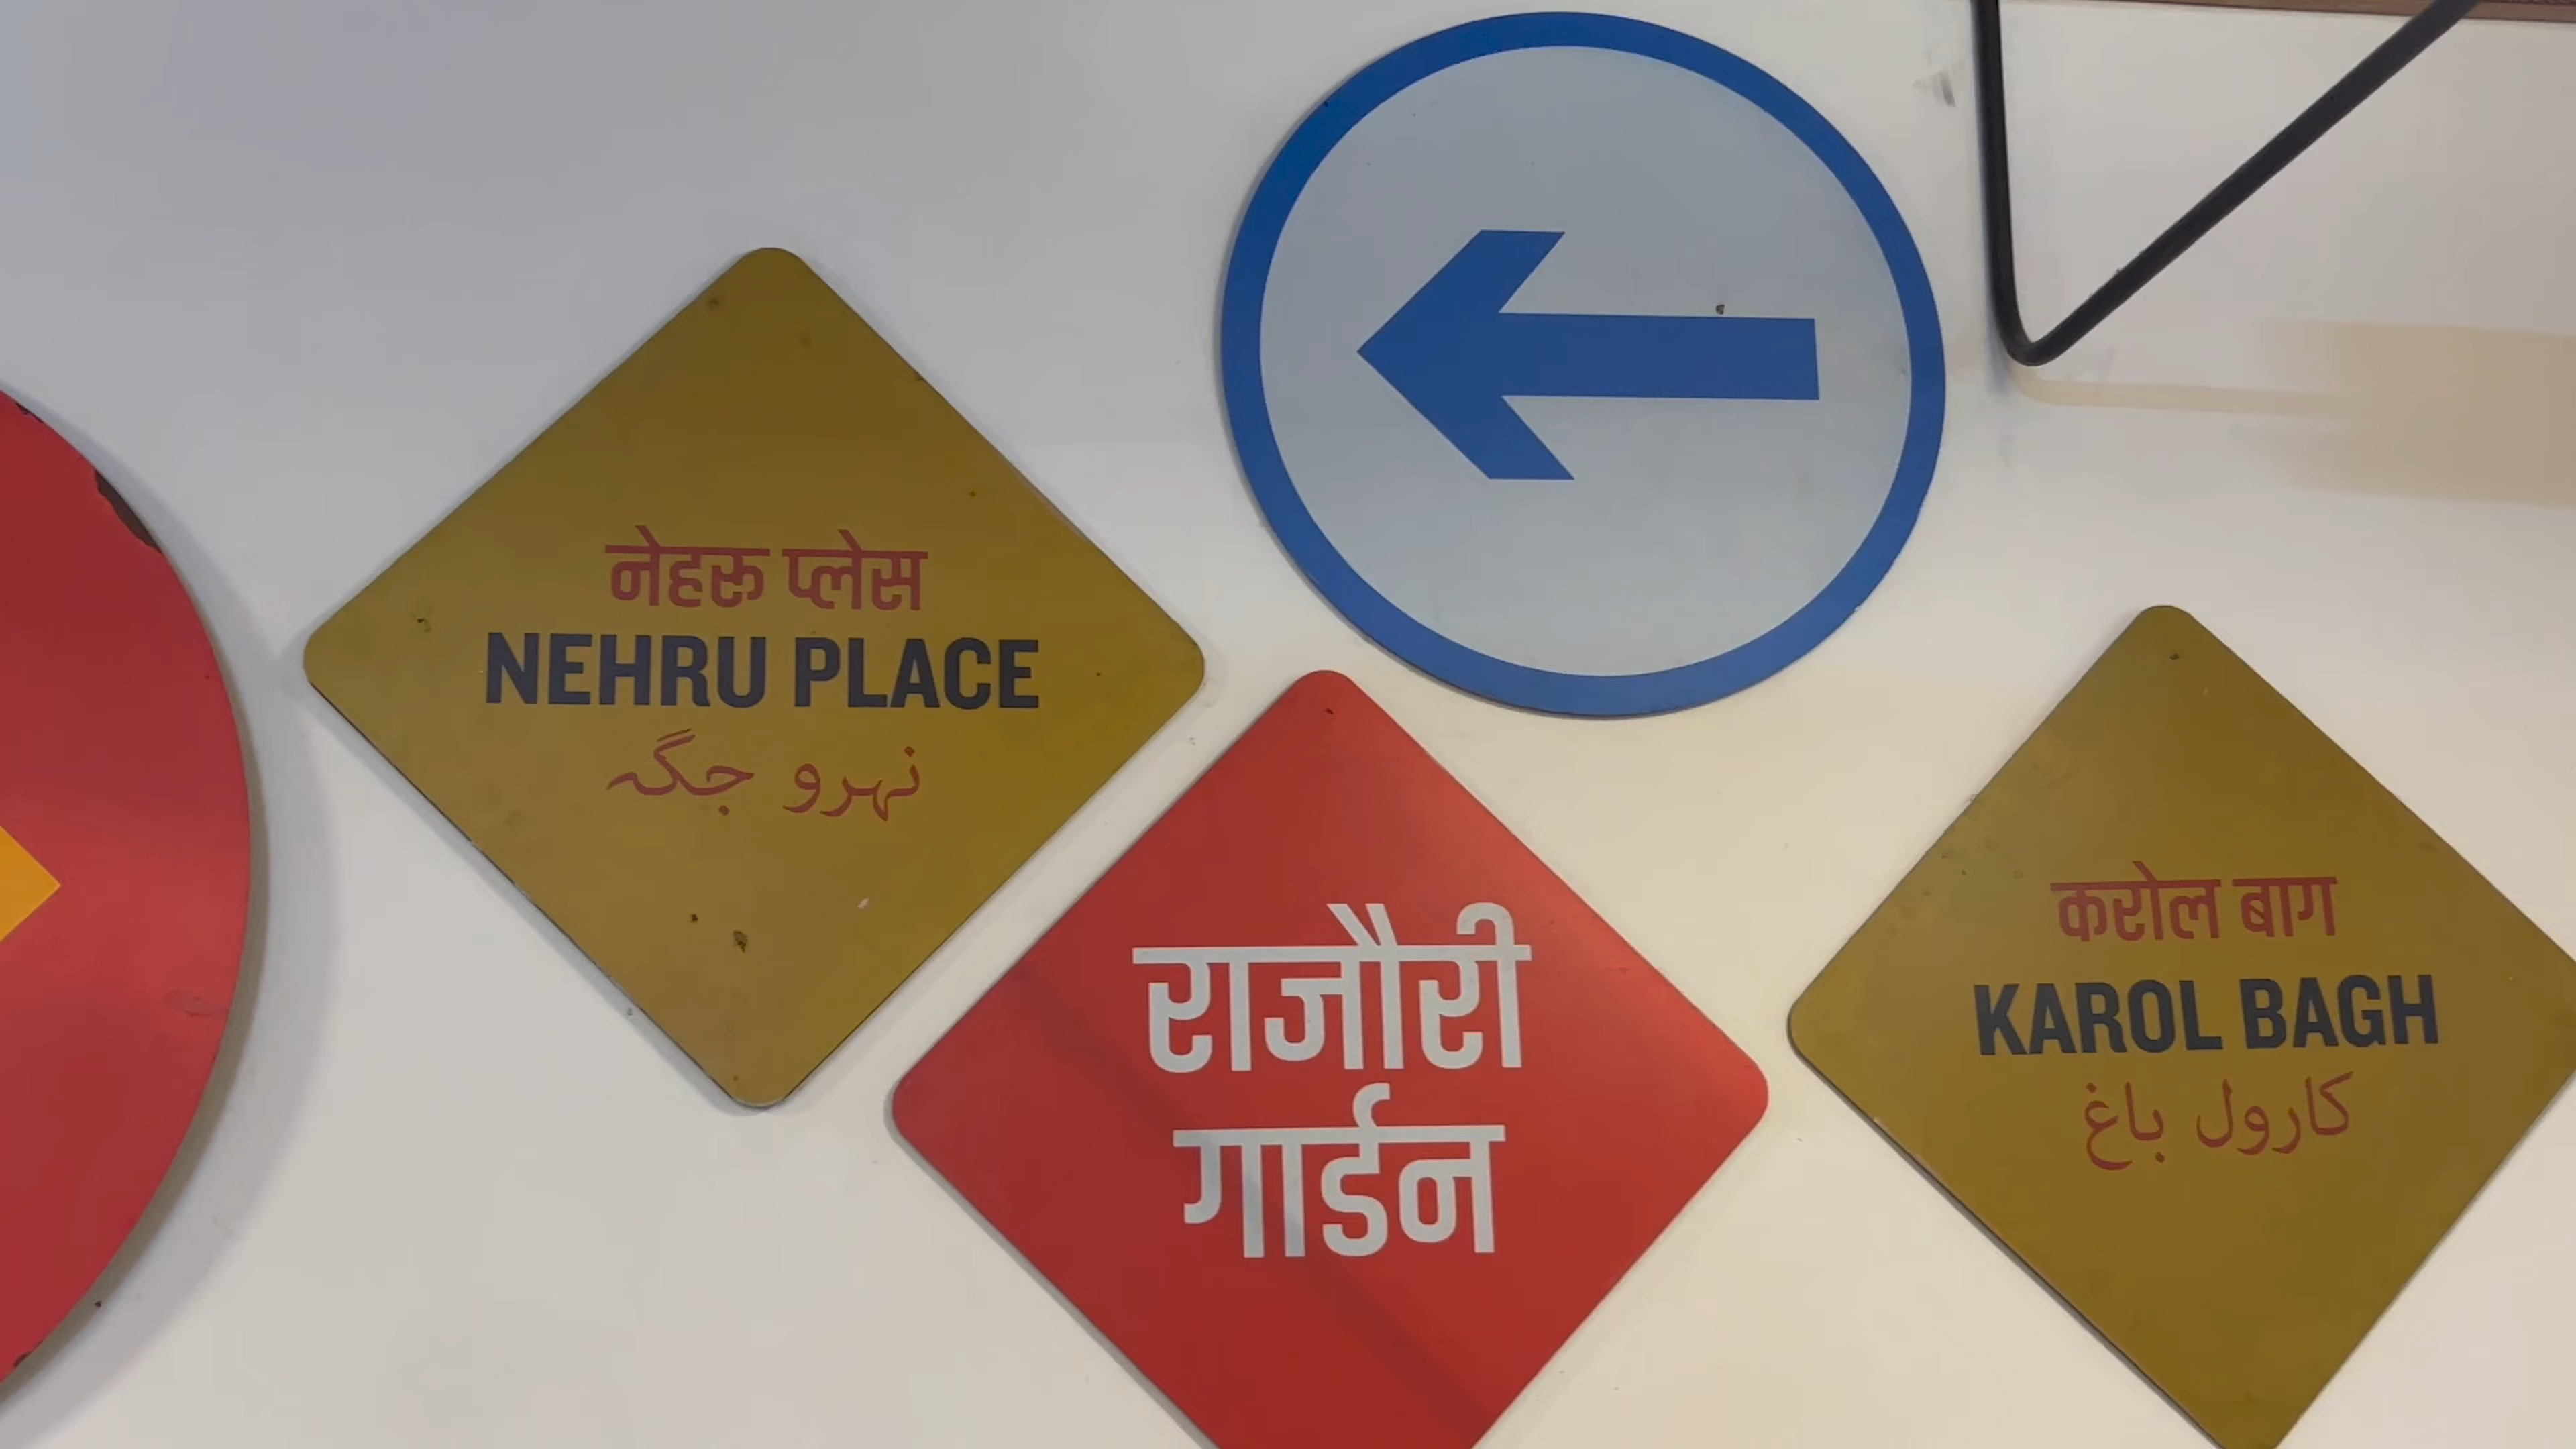 नेहरू प्लेस
NEHRU PLACE
نہرو جگہ
राजौरी
गार्डन
करोल बाग
KAROL BAGH
کارول باغ